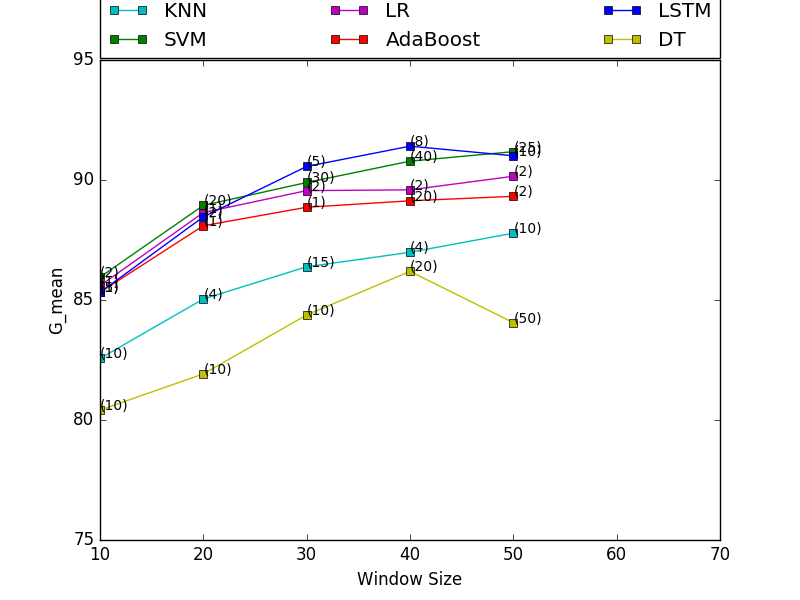 KNN LR LSTM
SVM AdaBoost DT
95
(8)
(25)
(5) (40) (10)
90 (30) (2) (2)
(20) (2) (20) (2)
(1) (1)
(10)
(2) (15) (4)
85 (4) (20)
(10) (50)
(10) (10)
(10)
80
75
10 20 30 40 50 60 70
G_mean
Window Size